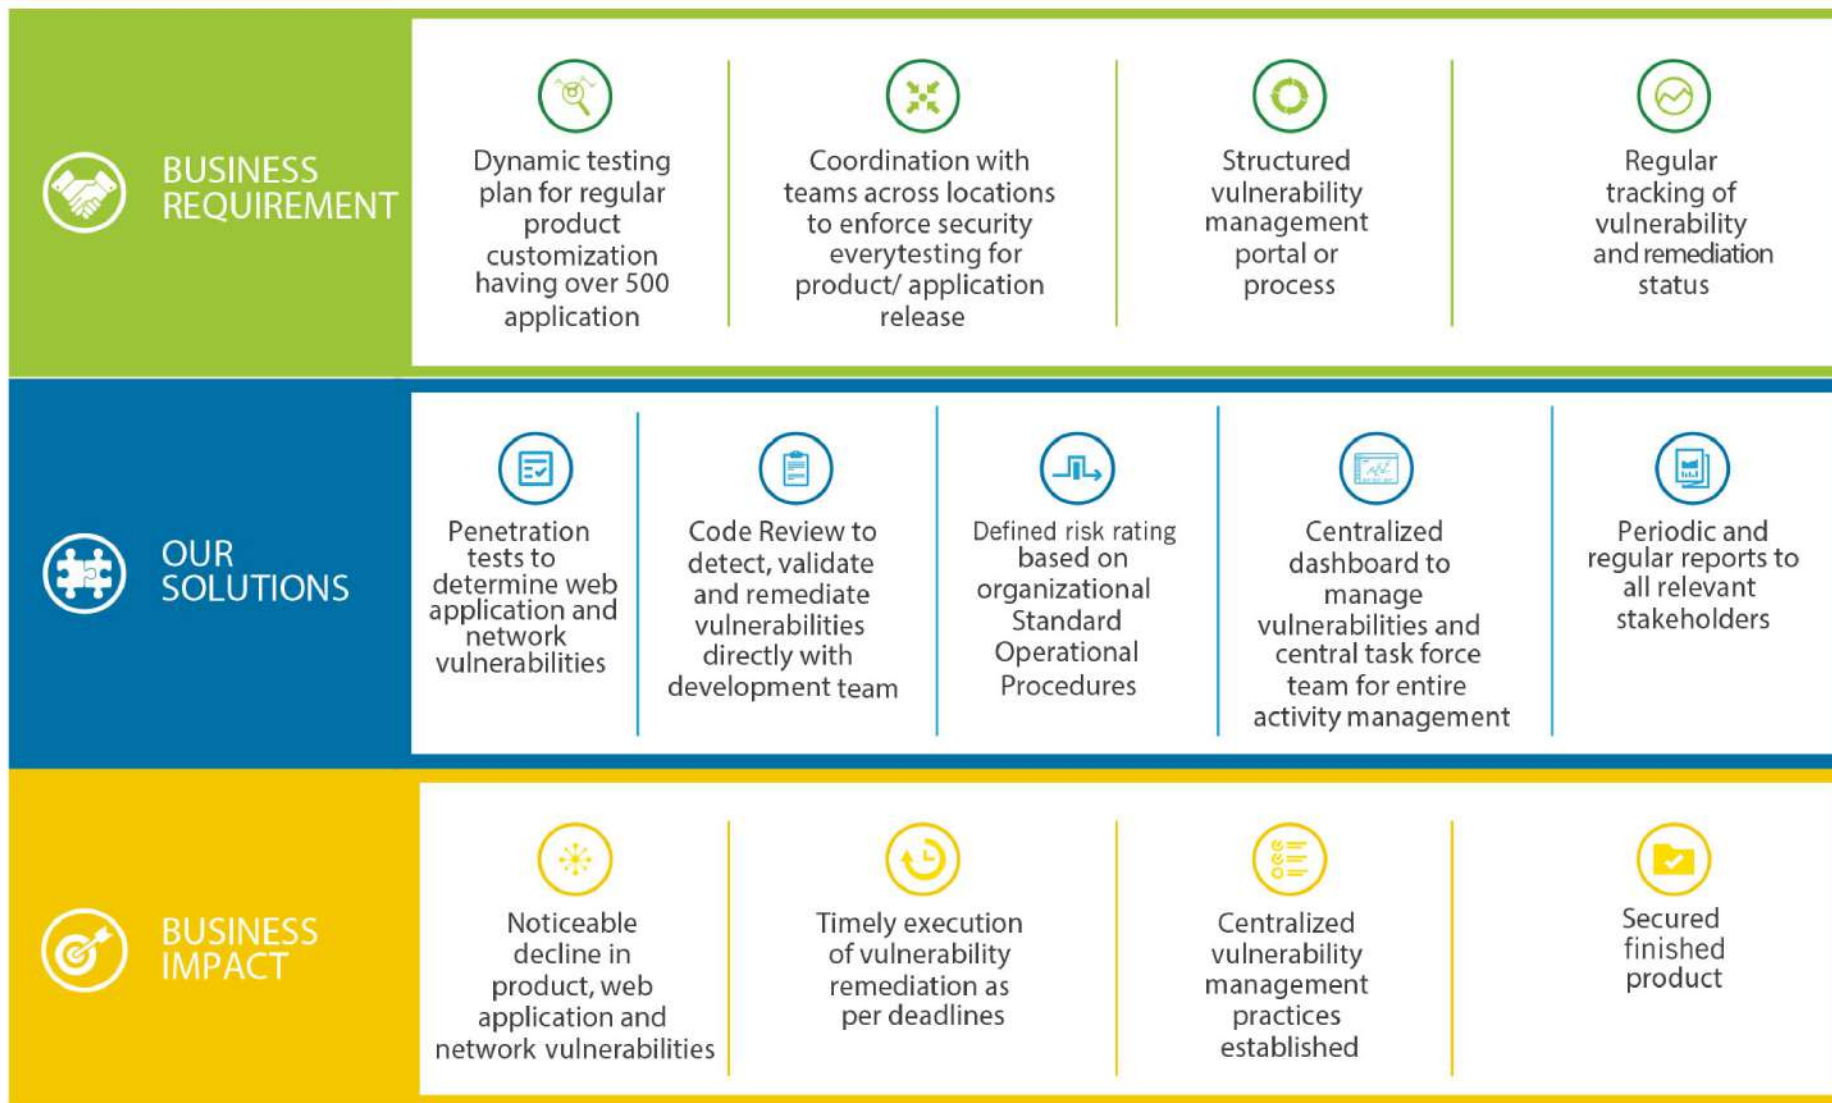 BUSINESS
REQUIREMENT
Dynamic testing
plan for regular
product
customization
having over 500
application
Coordination with
teams across locations
to enforce security
everytesting for
product/ application
release
Structured
vulnerability
management
portal or
process
Regular
tracking of
vulnerability
and remediation
status
OUR
SOLUTIONS
Penetration
tests to
determine web
application and
network
vulnerabilities
Code Review to
detect, validate
and remediate
vulnerabilities
directly with
development team
Defined risk rating
based on
organizational
Standard
Operational
Procedures
Centralized
dashboard to
manage
vulnerabilities and
central task force
team for entire
activity management
Periodic and
regular reports to
all relevant
stakeholders
BUSINESS
IMPACT
Noticeable
decline in
product, web
application and
network vulnerabilities
Timely execution
of vulnerability
remediation as
per deadlines
Centralized
vulnerability
management
practices
established
Secured
finished
product